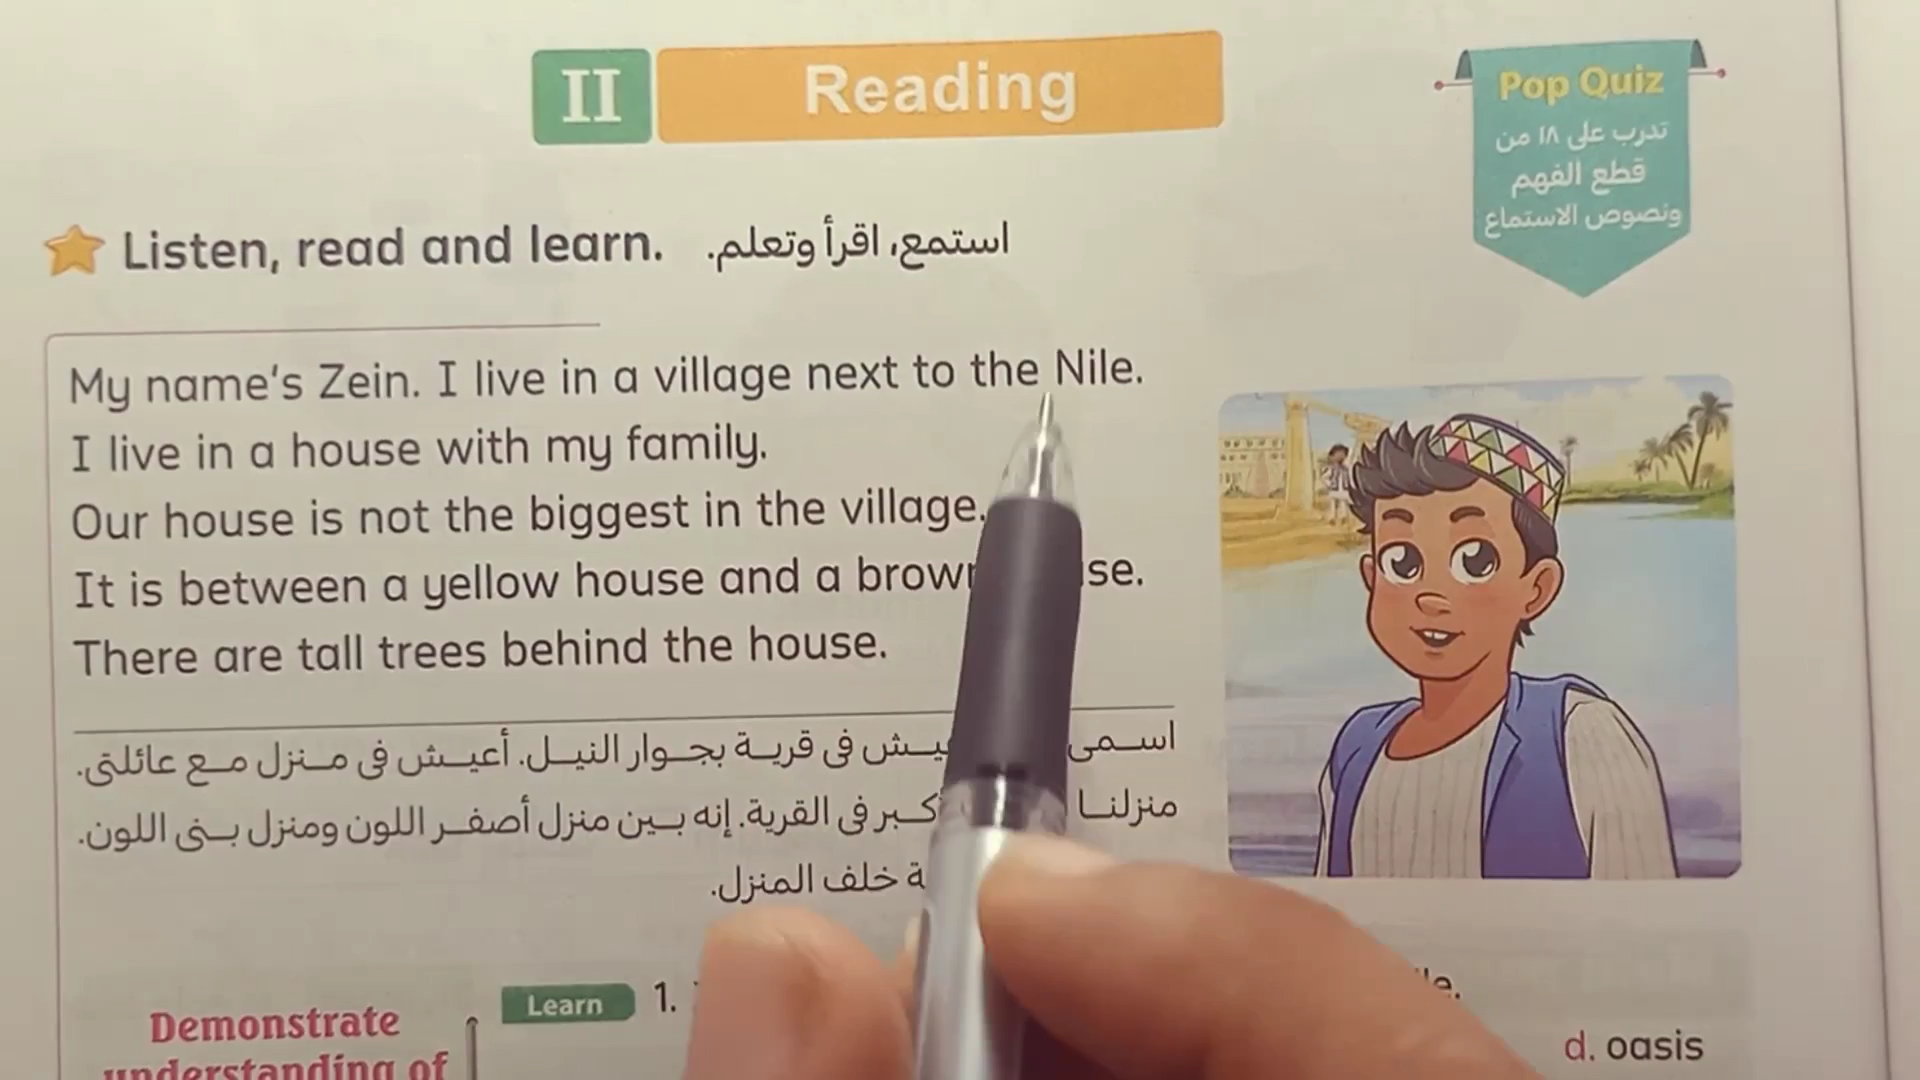 II Reading
Pop Quiz
تدرب على ١٨ من
قطع الفهم
ونصوص الاستماع
Listen, read and learn. استمع، اقرأ وتعلم.
My name's Zein. I live in a village next to the Nile.
I live in a house with my family.
Our house is not the biggest in the village.
It is between a yellow house and a brown
There are tall trees behind the house.
اسمى فى قرية بجوار النيل. أعيش فى منزل مع عائلتى.
منزلنا فى القرية. إنه بين منزل أصفر اللون ومنزل بنى اللون.
خلف المنزل.
Learn 1.
Demonstrate
understanding of
d. oasis